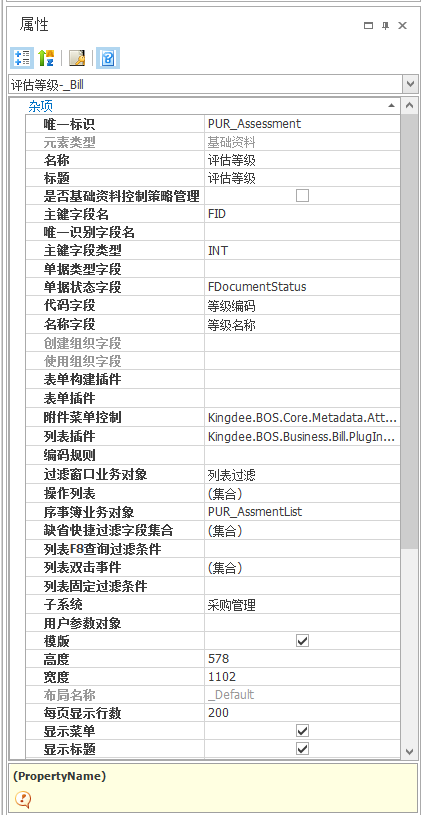 属性
评估等级-_Bill
杂项
唯一标识 PUR_Assessment
元素类型 基础资料
名称 评估等级
标题 评估等级
是否基础资料控制策略管理
主键字段名 FID
唯一识别字段名
主键字段类型 INT
单据类型字段
单据状态字段 FDocumentStatus
代码字段 等级编码
名称字段 等级名称
创建组织字段
使用组织字段
表单构建插件
表单插件
附件菜单控制 Kingdee.BOS.Core.Metadata.Att...
列表插件 Kingdee.BOS.Business.Bill.PlugIn...
编码规则
过滤窗口业务对象 列表过滤
操作列表 (集合)
序事簿业务对象 PUR_AssmentList
缺省快捷过滤字段集合 (集合)
列表F8查询过滤条件
列表双击事件 (集合)
列表固定过滤条件
子系统 采购管理
用户参数对象
模版
高度 578
宽度 1102
布局名称 _Default
每页显示行数 200
显示菜单
显示标题
(PropertyName)